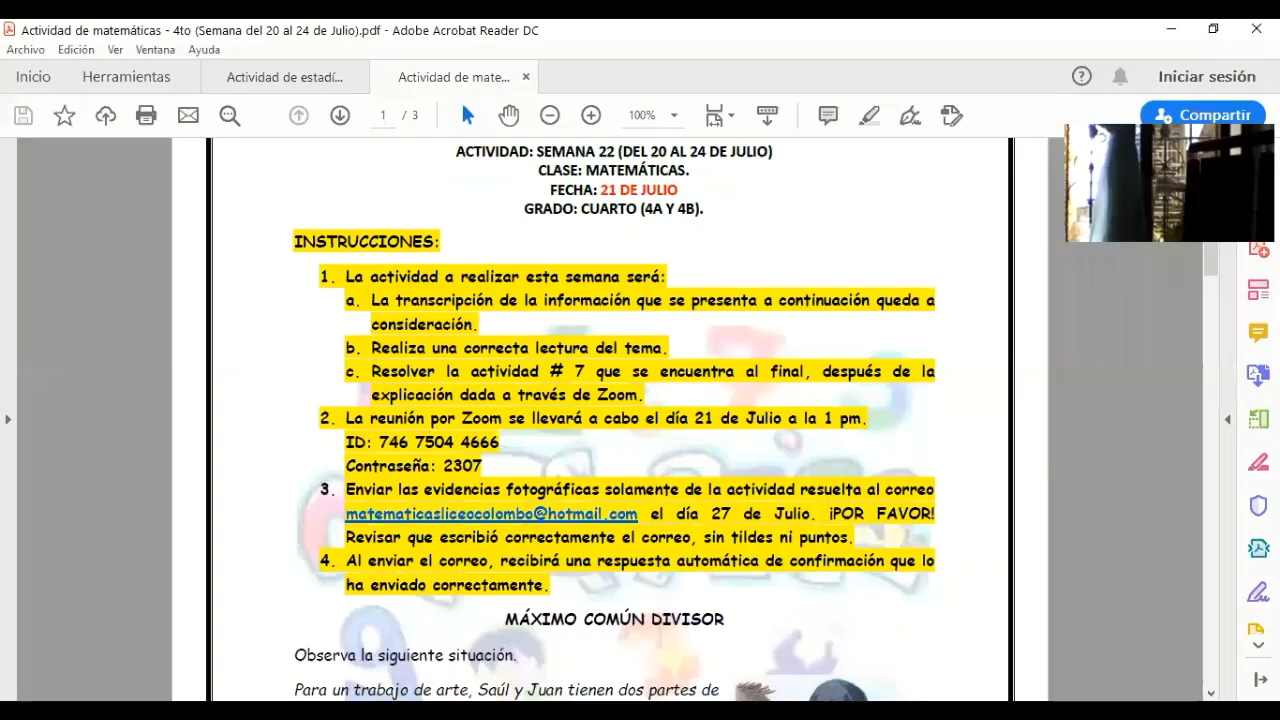 Actividad de matemáticas - 4to (Semana del 20 al 24 de Julio).pdf - Adobe Acrobat Reader DC
Archivo Edición Ver Ventana Ayuda
Inicio Herramientas Actividad de estadí... Actividad de mate... × Iniciar sesión
1 / 3 100% Compartir
ACTIVIDAD: SEMANA 22 (DEL 20 AL 24 DE JULIO)
CLASE: MATEMÁTICAS.
FECHA: 21 DE JULIO
GRADO: CUARTO (4A Y 4B).
INSTRUCCIONES:
1. La actividad a realizar esta semana será:
a. La transcripción de la información que se presenta a continuación queda a
consideración.
b. Realiza una correcta lectura del tema.
c. Resolver la actividad # 7 que se encuentra al final, después de la
explicación dada a través de Zoom.
2. La reunión por Zoom se llevará a cabo el día 21 de Julio a la 1 pm.
ID: 746 7504 4666
Contraseña: 2307
3. Enviar las evidencias fotográficas solamente de la actividad resuelta al correo
matematicasliceocolombo@hotmail.com el día 27 de Julio. ¡POR FAVOR!
Revisar que escribió correctamente el correo, sin tildes ni puntos.
4. Al enviar el correo, recibirá una respuesta automática de confirmación que lo
ha enviado correctamente.
MÁXIMO COMÚN DIVISOR
Observa la siguiente situación.
Para un trabajo de arte, Saúl y Juan tienen dos partes de